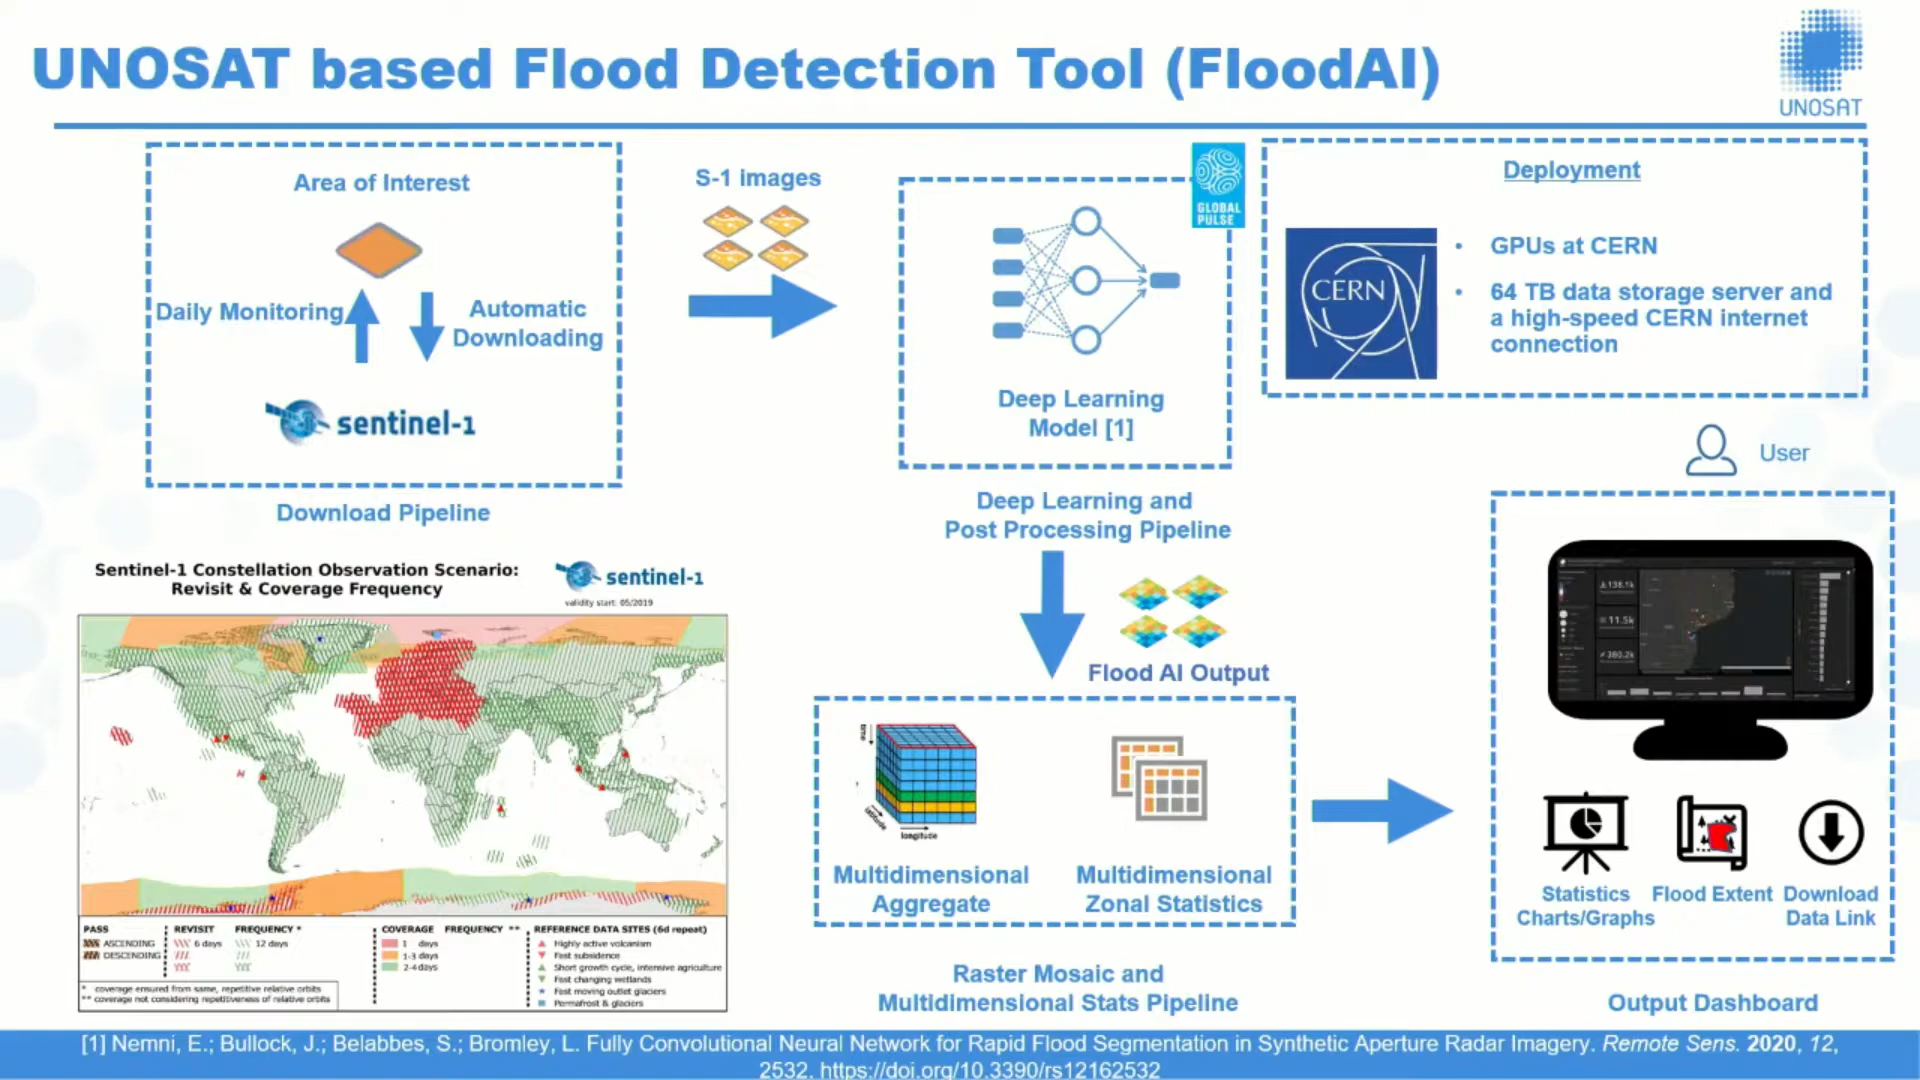 UNOSAT based Flood Detection Tool (FloodAI)
UNOSAT
Area of Interest
Daily Monitoring
Automatic
Downloading
sentinel-1
Download Pipeline
S-1 images
GLOBAL
PULSE
Deep Learning
Model [1]
Deep Learning and
Post Processing Pipeline
Deployment
CERN
• GPUs at CERN
• 64 TB data storage server and
a high-speed CERN internet
connection
User
Sentinel-1 Constellation Observation Scenario:
Revisit & Coverage Frequency
sentinel-1
validity start: 05/2019
PASS
ASCENDING
DESCENDING
REVISIT FREQUENCY *
6 days 12 days
COVERAGE FREQUENCY **
1 days
1-3 days
2-4 days
REFERENCE DATA SITES (6d repeat)
Highly active volcanism
Fast subsidence
Short growth cycle, intensive agriculture
Fast changing wetlands
Fast moving outlet glaciers
Permafrost & glaciers
* coverage ensured from same, repetitive relative orbits
** coverage not considering repetitiveness of relative orbits
Flood AI Output
time
latitude
longitude
Multidimensional
Aggregate
Multidimensional
Zonal Statistics
Raster Mosaic and
Multidimensional Stats Pipeline
138.1k
11.5k
380.2k
Statistics
Charts/Graphs
Flood Extent
Download
Data Link
Output Dashboard
[1] Nemni, E.; Bullock, J.; Belabbes, S.; Bromley, L. Fully Convolutional Neural Network for Rapid Flood Segmentation in Synthetic Aperture Radar Imagery. Remote Sens. 2020, 12,
2532. https://doi.org/10.3390/rs12162532